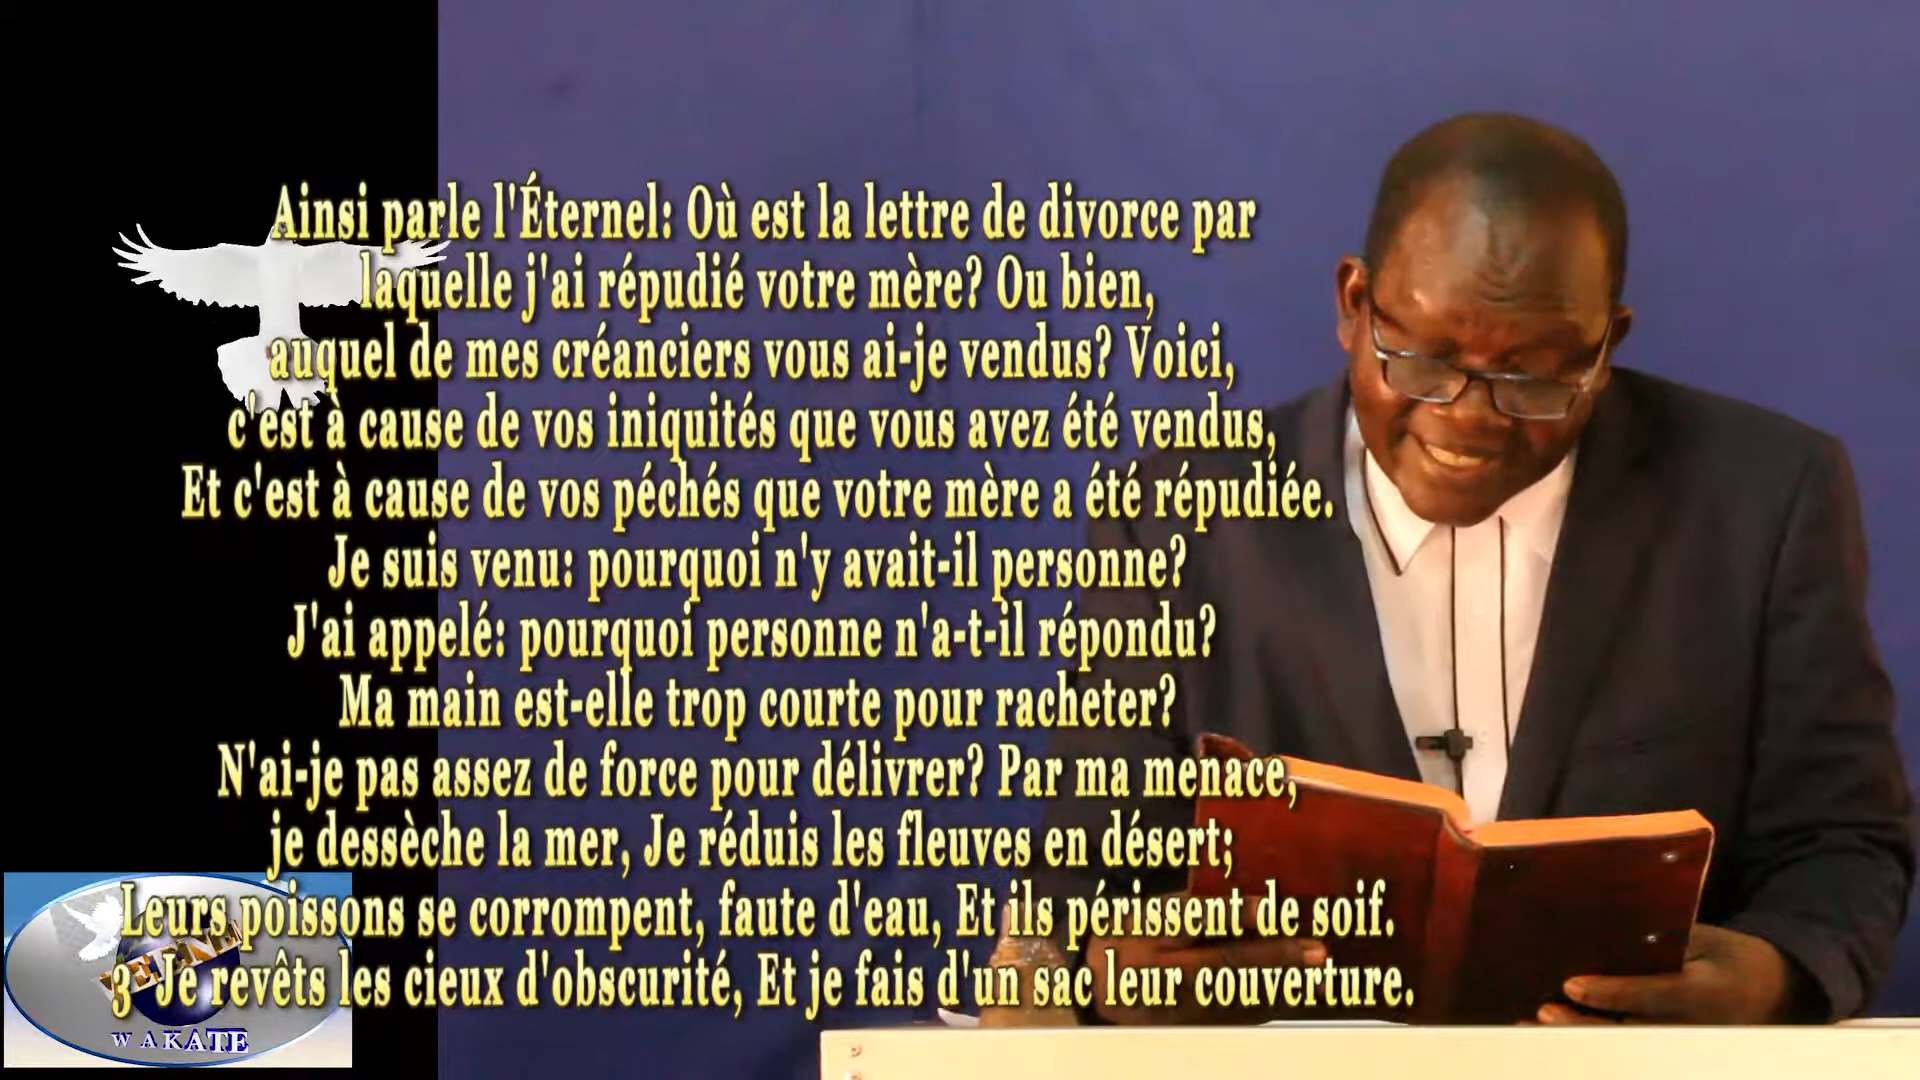 Ainsi parle l'Éternel: Où est la lettre de divorce par
laquelle j'ai répudié votre mère? Ou bien,
auquel de mes créanciers vous ai-je vendus? Voici,
c'est à cause de vos iniquités que vous avez été vendus,
Et c'est à cause de vos péchés que votre mère a été répudiée.
Je suis venu: pourquoi n'y avait-il personne?
J'ai appelé: pourquoi personne n'a-t-il répondu?
Ma main est-elle trop courte pour racheter?
N'ai-je pas assez de force pour délivrer? Par ma menace,
je dessèche la mer, Je réduis les fleuves en désert;
Leurs poissons se corrompent, faute d'eau, Et ils périssent de soif.
3 Je revêts les cieux d'obscurité, Et je fais d'un sac leur couverture.
WAKATE